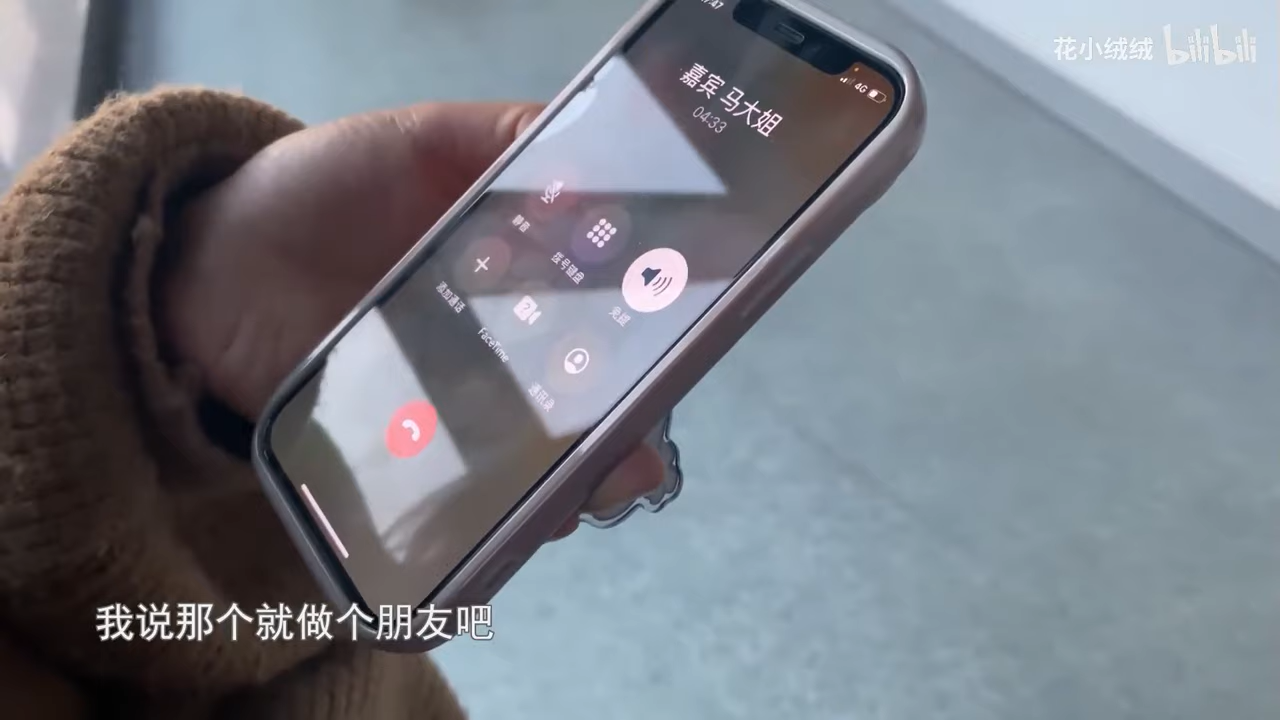 花小绒绒 bilibili
4G
嘉宾 马大姐
04:33
静音
拨号键盘
免提
添加通话
FaceTime
通讯录
我说那个就做个朋友吧